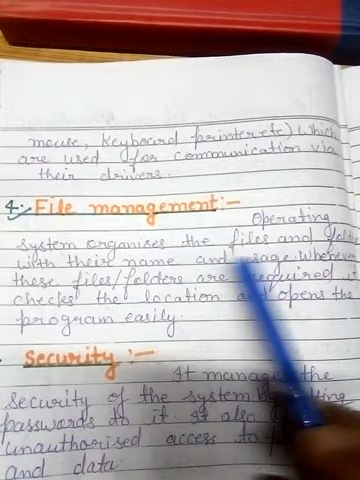 mouse, keyboard printer etc) which
are used for communication via
their drivers.
4. File management:-
Operating
system organises the files and
with their name and usage. Whenever
these files/folders are required it
checks the location and opens the
program easily.
Security:-
It manages the
security of the system by
passwords to it. It also
unauthorised access to
and data.